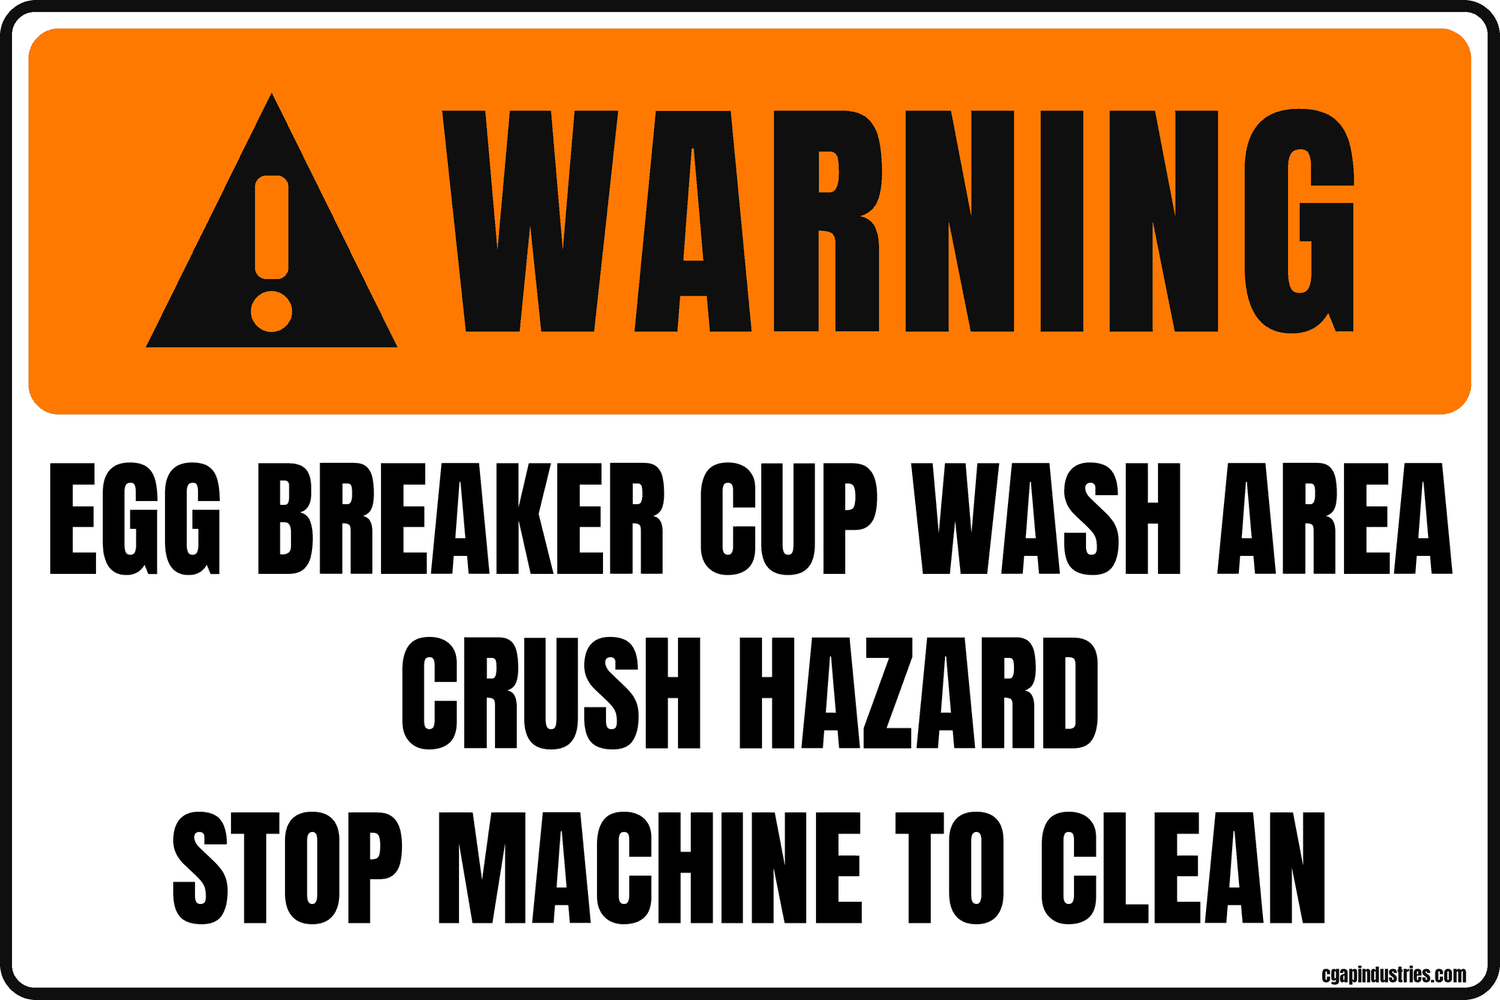 WARNING
EGG BREAKER CUP WASH AREA
CRUSH HAZARD
STOP MACHINE TO CLEAN
cgapindustries.com